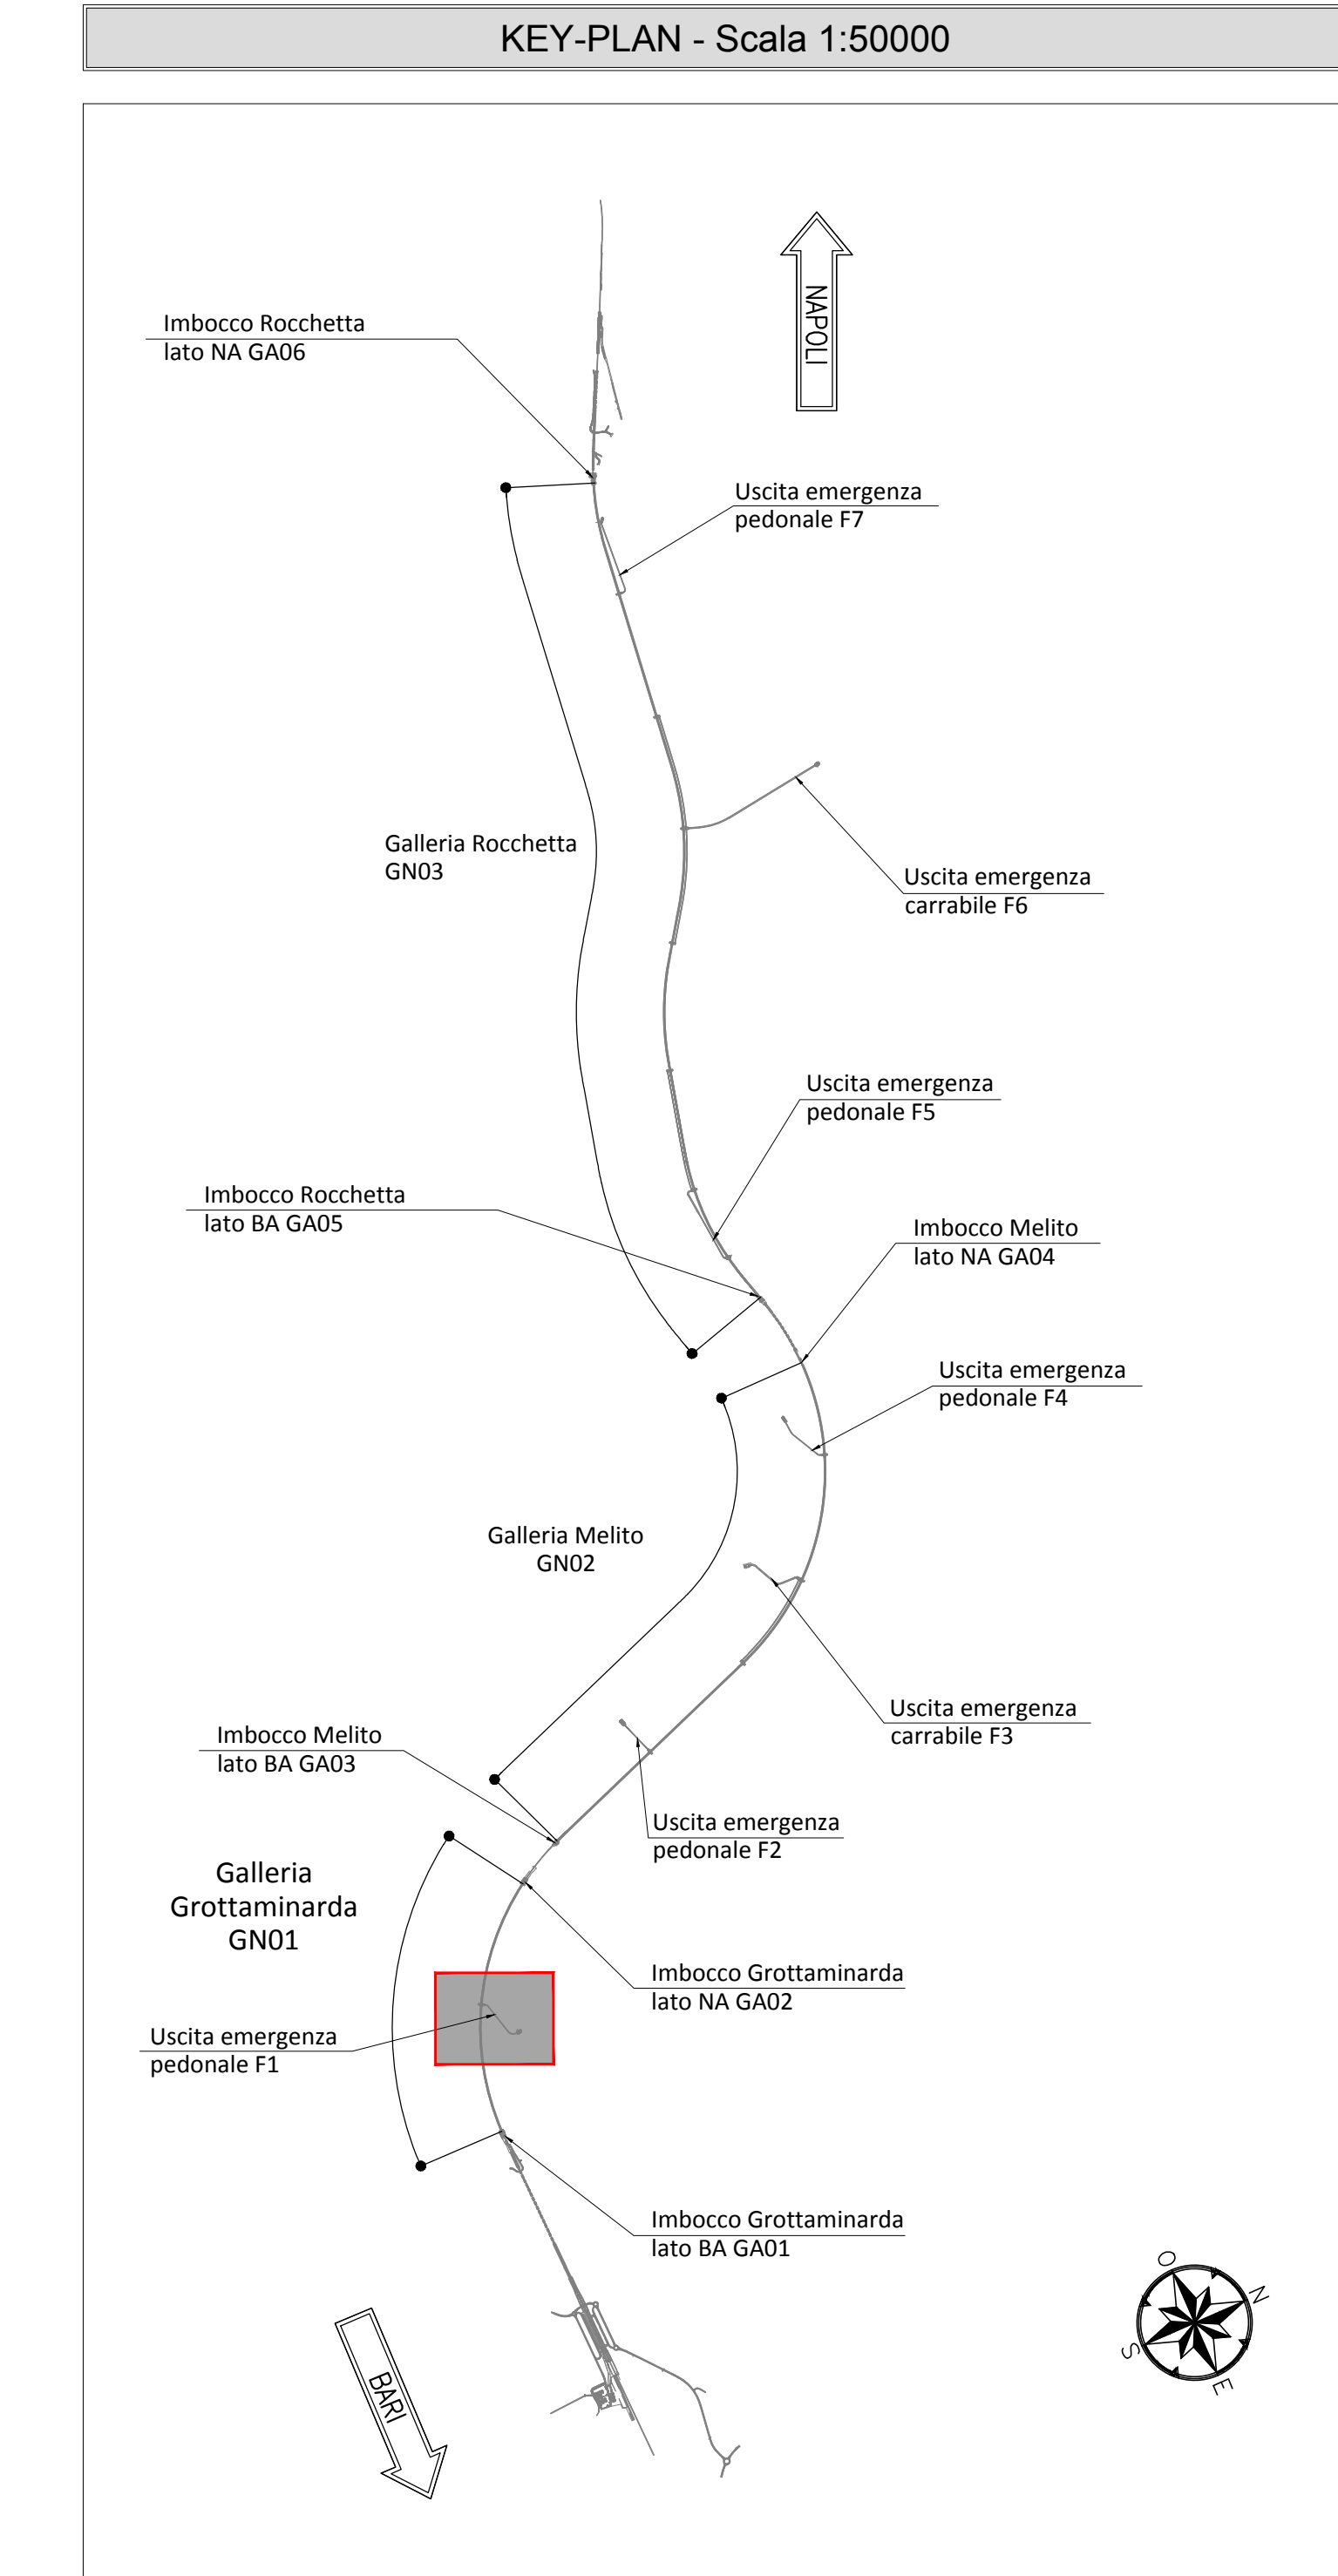 KEY-PLAN - Scala 1:50000
NAPOLI
Imbocco Rocchetta
lato NA GA06
Uscita emergenza
pedonale F7
Galleria Rocchetta
GN03
Uscita emergenza
carrabile F6
Uscita emergenza
pedonale F5
Imbocco Rocchetta
lato BA GA05
Imbocco Melito
lato NA GA04
Uscita emergenza
pedonale F4
Galleria Melito
GN02
Uscita emergenza
carrabile F3
Imbocco Melito
lato BA GA03
Uscita emergenza
pedonale F2
Galleria
Grottaminarda
GN01
Imbocco Grottaminarda
lato NA GA02
Uscita emergenza
pedonale F1
Imbocco Grottaminarda
lato BA GA01
BARI
O
N
S
E